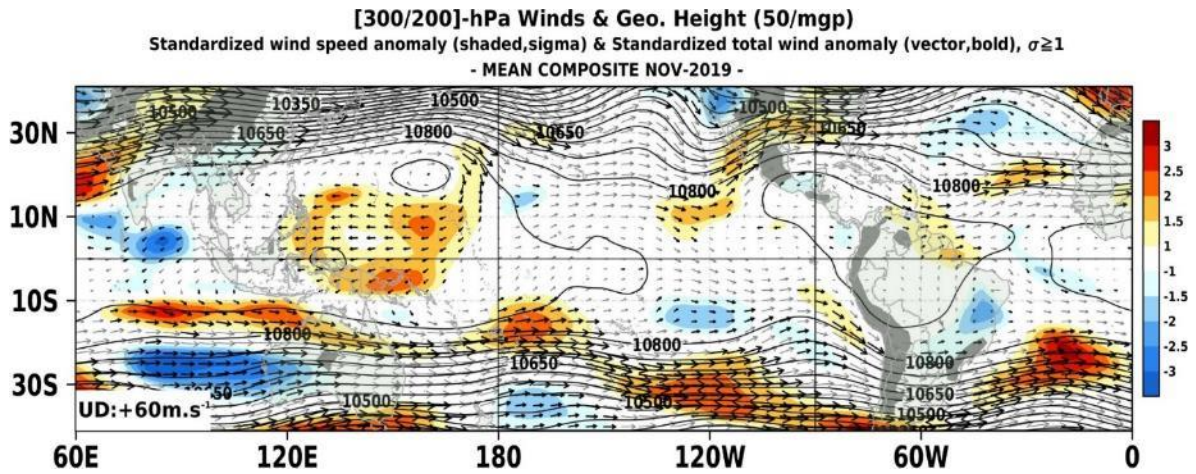 [300/200]-hPa Winds & Geo. Height (50/mgp)
Standardized wind speed anomaly (shaded,sigma) & Standardized total wind anomaly (vector,bold), σ≧1
- MEAN COMPOSITE NOV-2019 -
10500 10350 10500 10500
30N 10650 10800 10650 10650 3
2.5
10800 10800 2
10N 1.5
1
-1
10S -1.5
10800 10800 -2
10650 10800 -2.5
30S 50 10500 10500 10650 -3
UD:+60m.s⁻¹ 10500
60E 120E 180 120W 60W 0